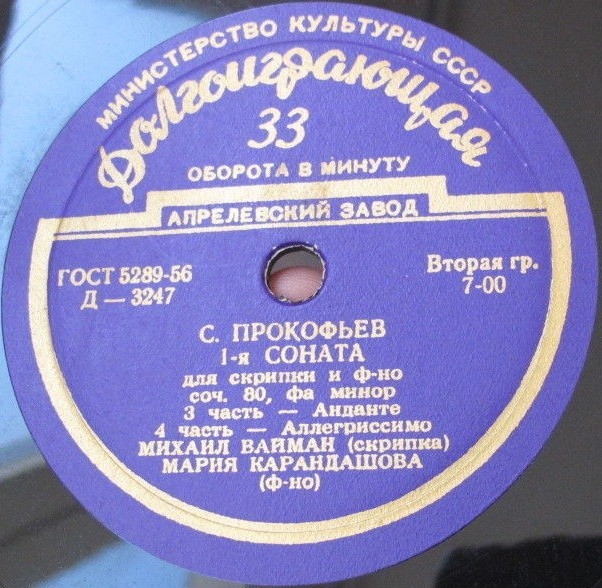 МИНИСТЕРСТВО КУЛЬТУРЫ СССР
Долгоиграющая
33
ОБОРОТА В МИНУТУ
АПРЕЛЕВСКИЙ ЗАВОД
ГОСТ 5289-56
Д — 3247
Вторая гр.
7-00
С. ПРОКОФЬЕВ
1-я СОНАТА
для скрипки и ф-но
соч. 80, фа минор
3 часть — Анданте
4 часть — Аллегриссимо
МИХАИЛ ВАЙМАН (скрипка)
МАРИЯ КАРАНДАШОВА
(ф-но)